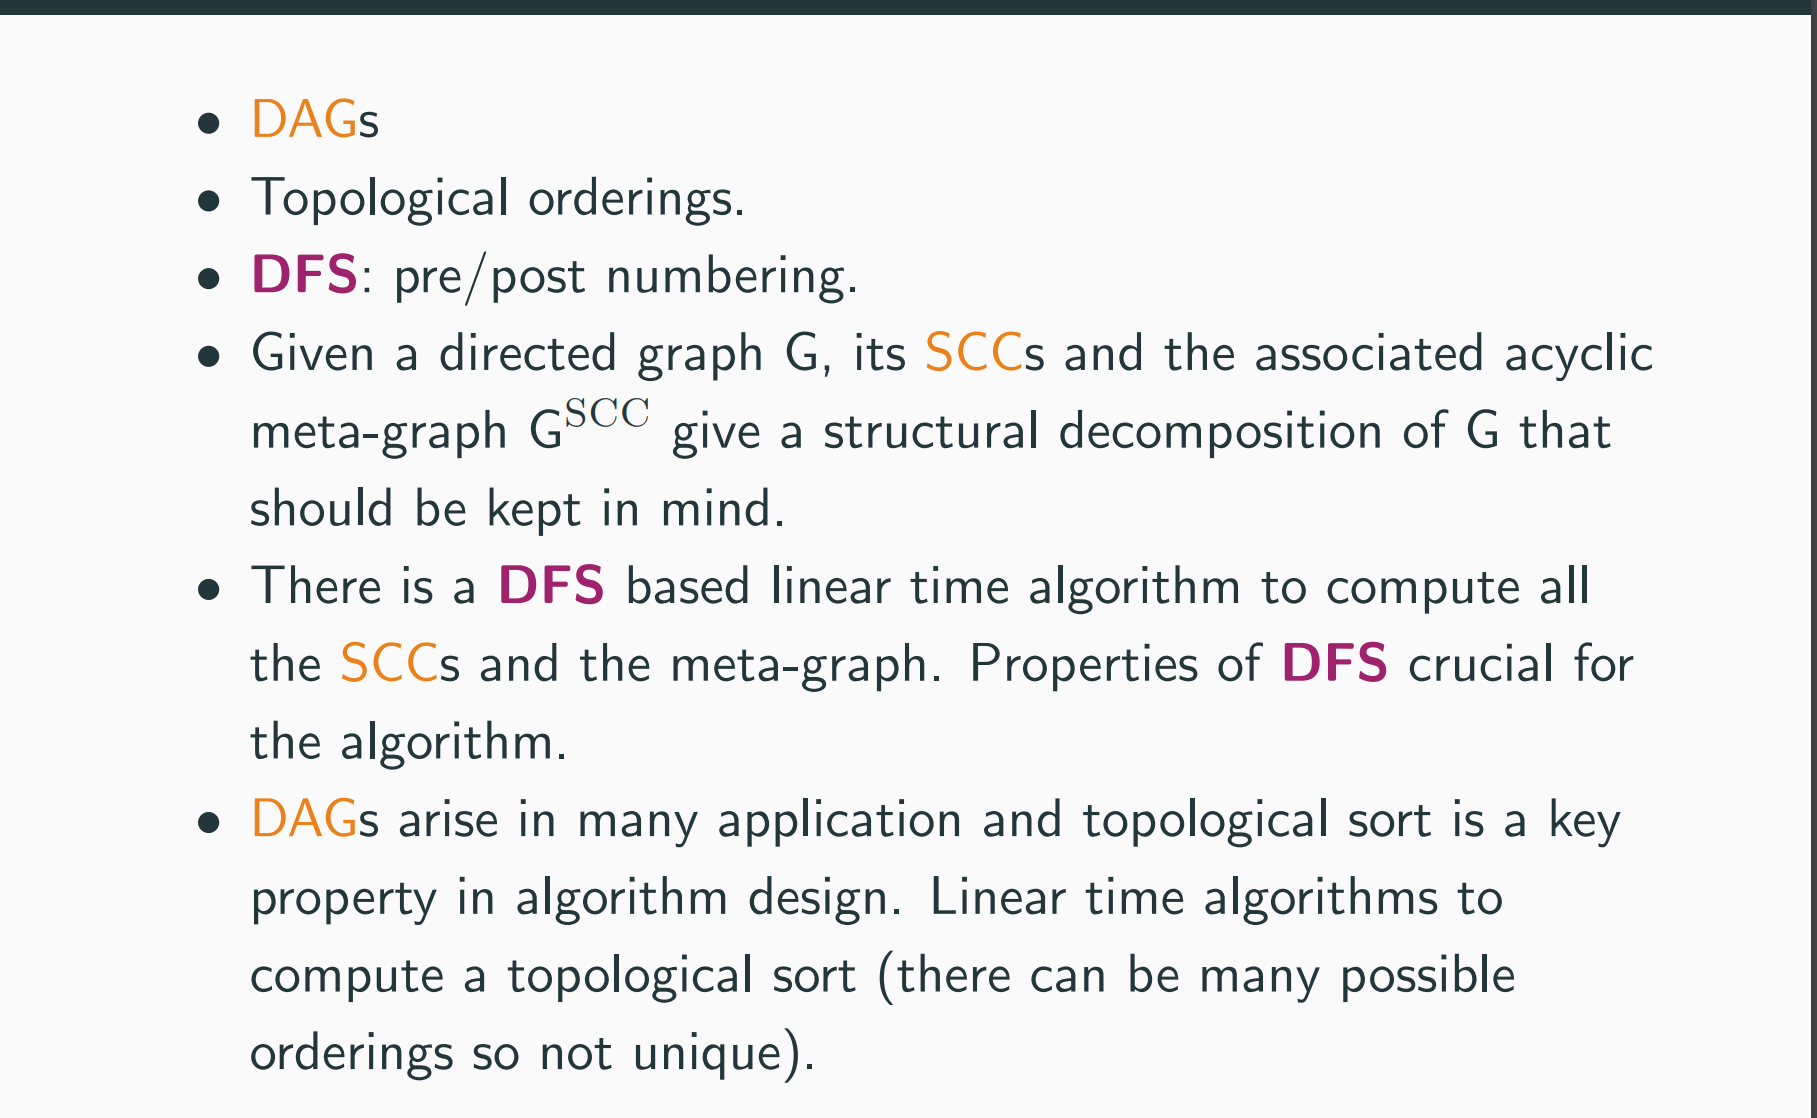 • DAGs
• Topological orderings.
• DFS: pre/post numbering.
• Given a directed graph G, its SCCs and the associated acyclic
meta-graph G^SCC give a structural decomposition of G that
should be kept in mind.
• There is a DFS based linear time algorithm to compute all
the SCCs and the meta-graph. Properties of DFS crucial for
the algorithm.
• DAGs arise in many application and topological sort is a key
property in algorithm design. Linear time algorithms to
compute a topological sort (there can be many possible
orderings so not unique).